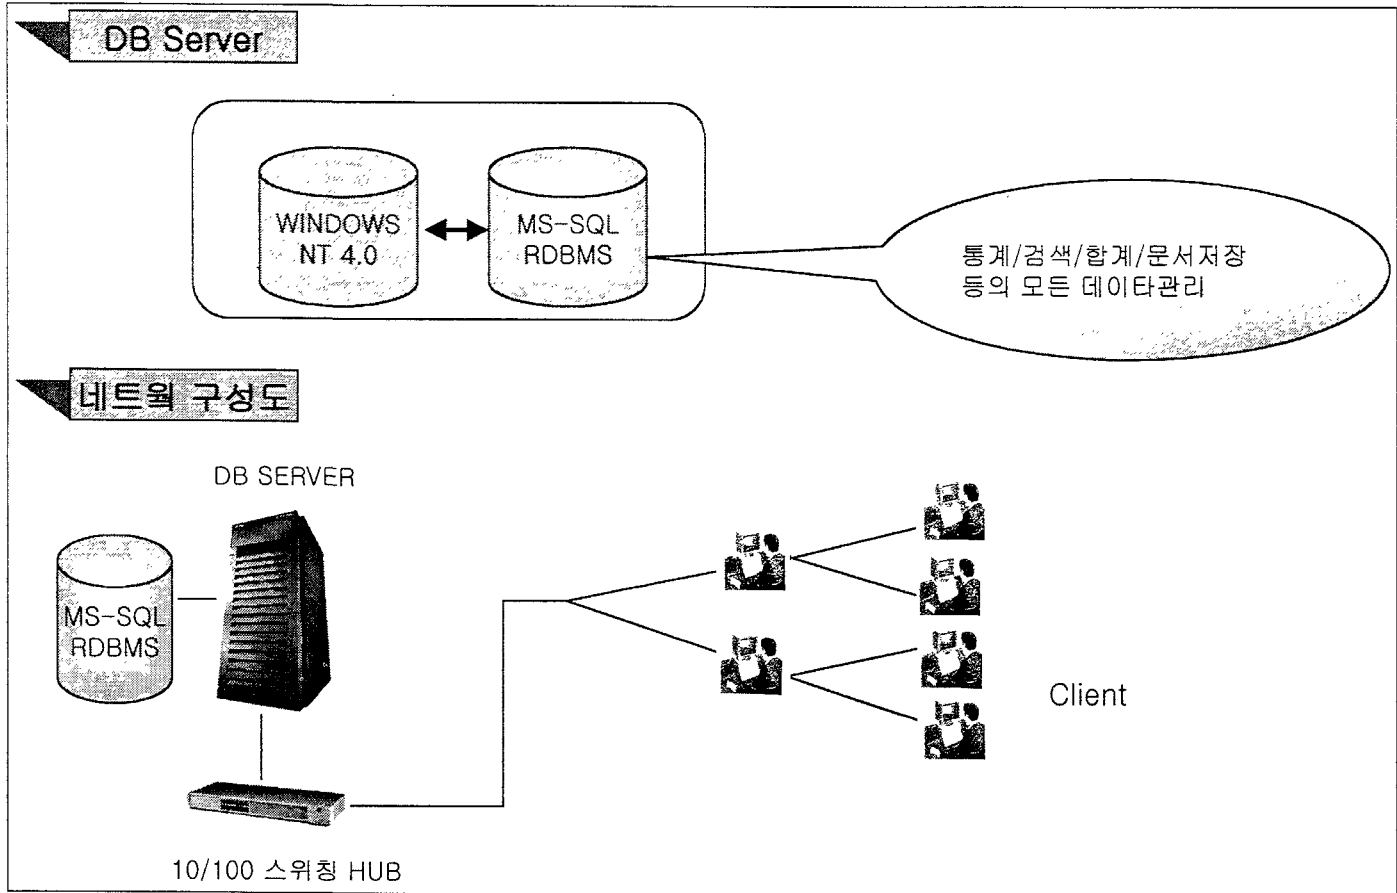 DB Server
WINDOWS
NT 4.0
MS-SQL
RDBMS
통계/검색/합계/문서저장
등의 모든 데이타관리
네트웍 구성도
DB SERVER
MS-SQL
RDBMS
Client
10/100 스위칭 HUB